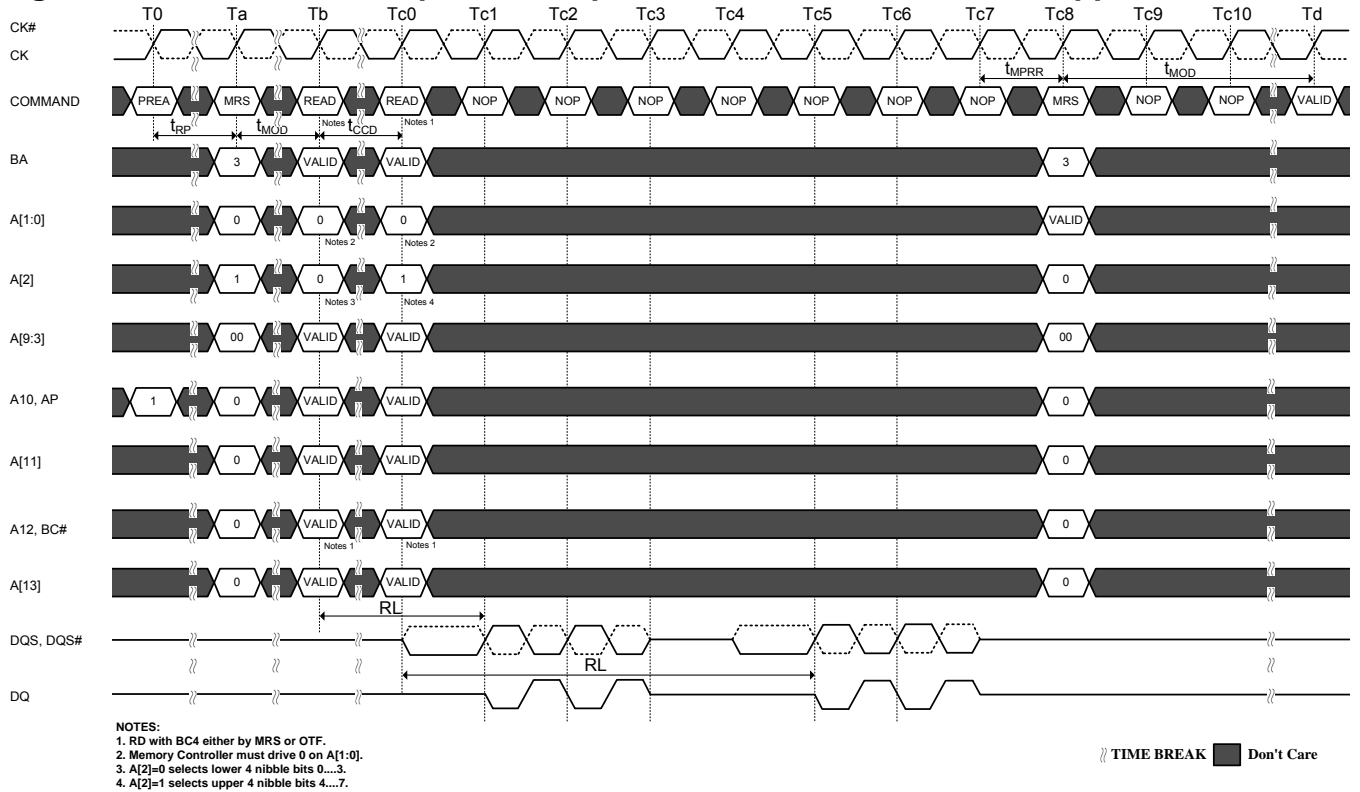 T0 Ta Tb Tc0 Tc1 Tc2 Tc3 Tc4 Tc5 Tc6 Tc7 Tc8 Tc9 Tc10 Td
CK#
CK
tMPRR tMOD
COMMAND PREA MRS READ READ NOP NOP NOP NOP NOP NOP NOP MRS NOP NOP VALID
Notes 1 Notes 1
tRP tMOD tCCD
BA 3 VALID VALID 3
A[1:0] 0 0 0 VALID
Notes 2 Notes 2
A[2] 1 0 1 0
Notes 3 Notes 4
A[9:3] 00 VALID VALID 00
A10, AP 1 0 VALID VALID 0
A[11] 0 VALID VALID 0
A12, BC# 0 VALID VALID 0
Notes 1 Notes 1
A[13] 0 VALID VALID 0
RL
DQS, DQS#
RL
DQ
NOTES:
1. RD with BC4 either by MRS or OTF.
2. Memory Controller must drive 0 on A[1:0].
3. A[2]=0 selects lower 4 nibble bits 0....3.
4. A[2]=1 selects upper 4 nibble bits 4....7.
TIME BREAK Don't Care